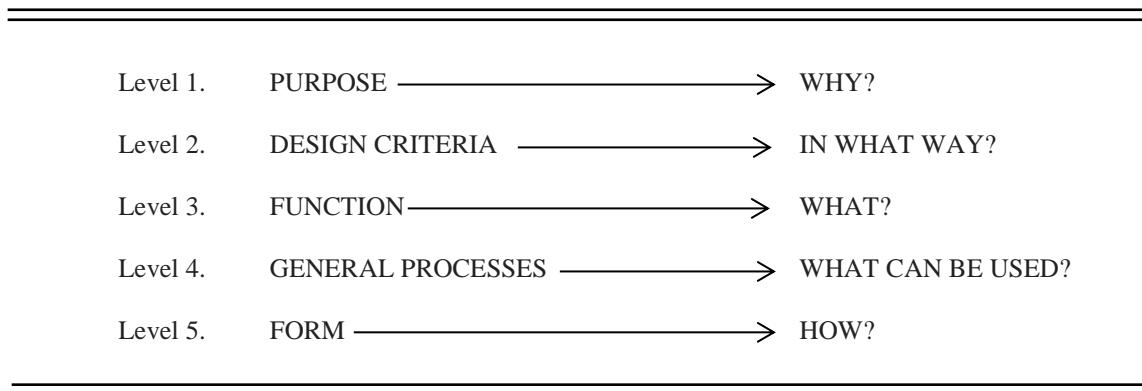 Level 1. PURPOSE WHY?
Level 2. DESIGN CRITERIA IN WHAT WAY?
Level 3. FUNCTION WHAT?
Level 4. GENERAL PROCESSES WHAT CAN BE USED?
Level 5. FORM HOW?